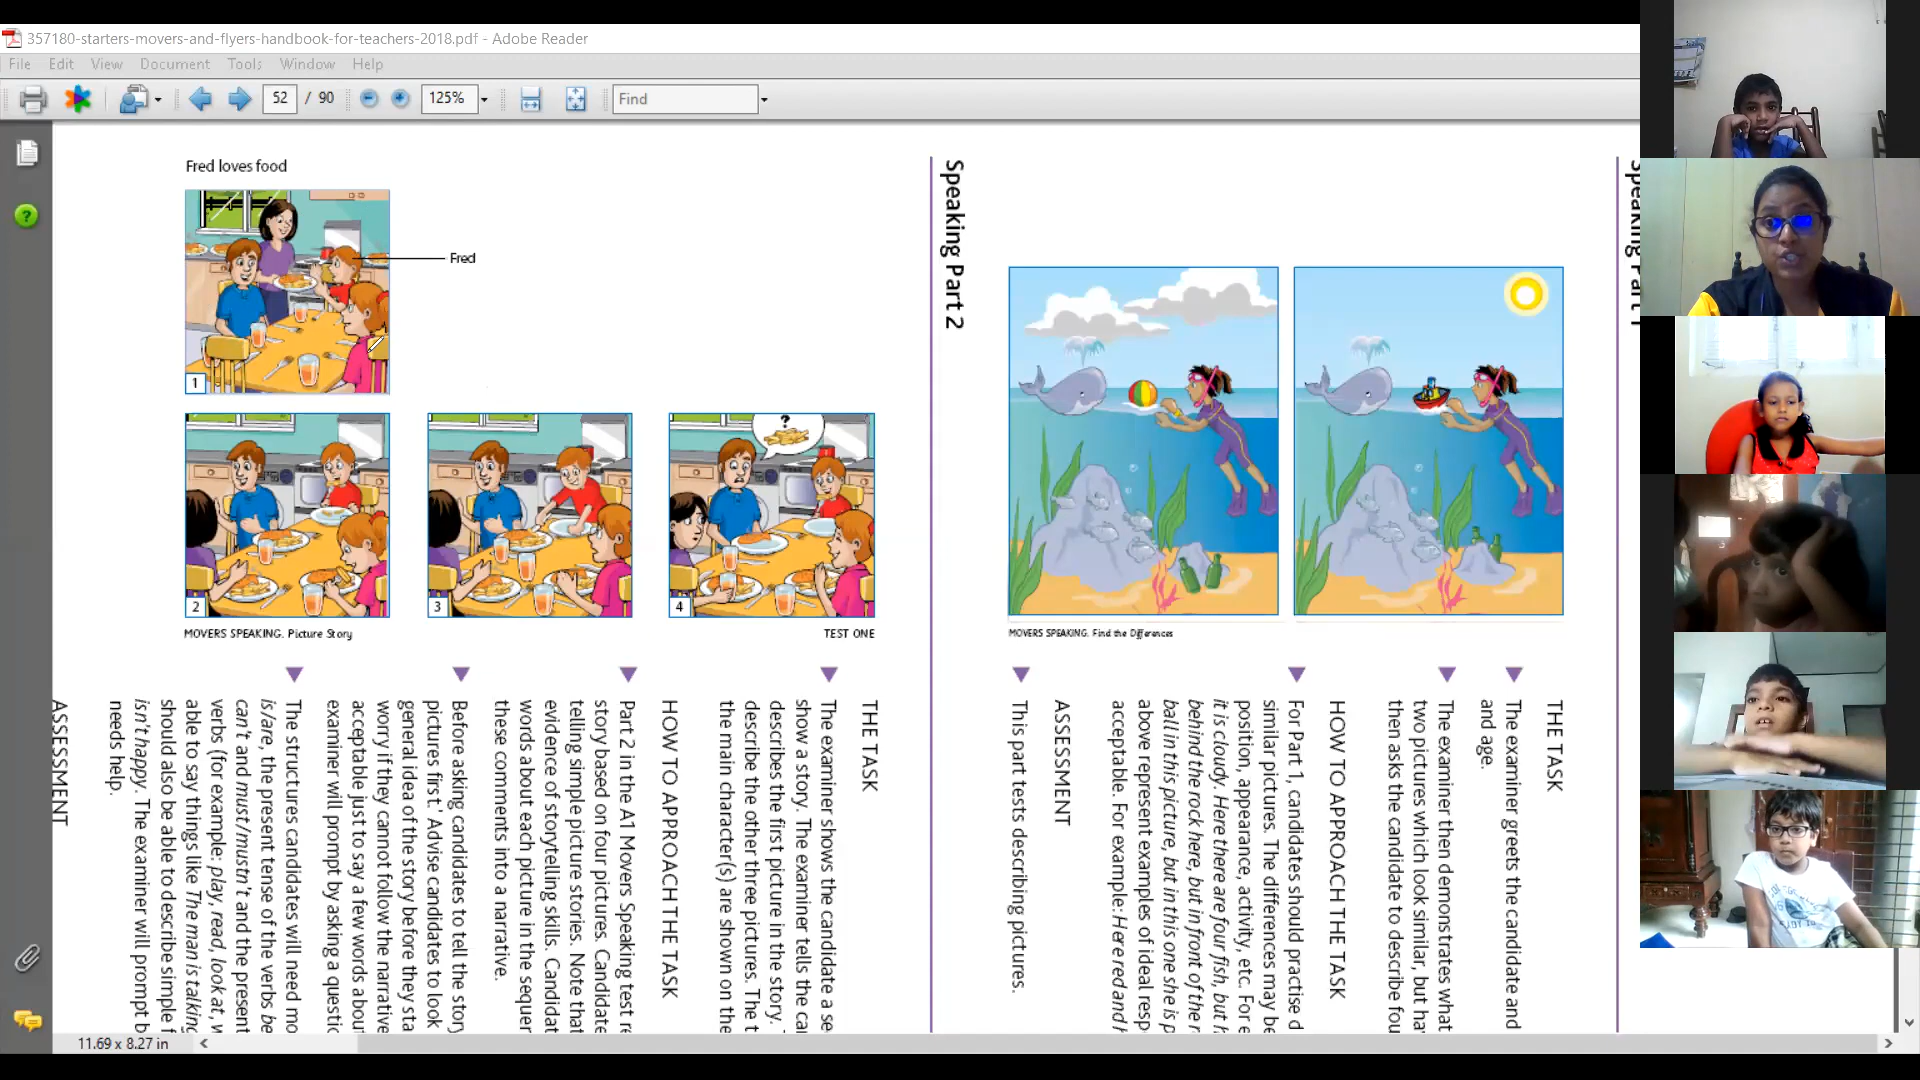 357180-starters-movers-and-flyers-handbook-for-teachers-2018.pdf - Adobe Reader
File Edit View Document Tools Window Help
52 / 90 125% Find
Fred loves food
Fred
1
2
3
4
?
MOVERS SPEAKING. Picture Story
TEST ONE
Speaking Part 2
THE TASK
The examiner shows the candidate a se
show a story. The examiner tells the ca
describes the first picture in the story.
describe the other three pictures. The t
the main character(s) are shown on the
HOW TO APPROACH THE TASK
Part 2 in the A1 Movers Speaking test re
story based on four pictures. Candidate
telling simple picture stories. Note that
evidence of storytelling skills. Candidat
words about each picture in the sequer
these comments into a narrative.
Before asking candidates to tell the story
pictures first.' Advise candidates to look
general idea of the story before they sta
worry if they cannot follow the narrative
acceptable just to say a few words about
examiner will prompt by asking a questic
The structures candidates will need mo
is/are, the present tense of the verbs be
can't and must/mustn't and the present
verbs (for example: play, read, look at, w
able to say things like The man is talking
should also be able to describe simple f
isn't happy. The examiner will prompt b
needs help.
ASSESSMENT
Speaking Part 1
MOVERS SPEAKING. Find the Differences
THE TASK
The examiner greets the candidate and
and age.
The examiner then demonstrates what
two pictures which look similar, but ha
then asks the candidate to describe fou
HOW TO APPROACH THE TASK
For Part 1, candidates should practise d
similar pictures. The differences may be
position, appearance, activity, etc. For e
it is cloudy. Here there are four fish, but h
behind the rock here, but in front of the r
ball in this picture, but in this one she is p
above represent examples of ideal resp
acceptable. For example: Here red and h
ASSESSMENT
This part tests describing pictures.
11.69 x 8.27 in